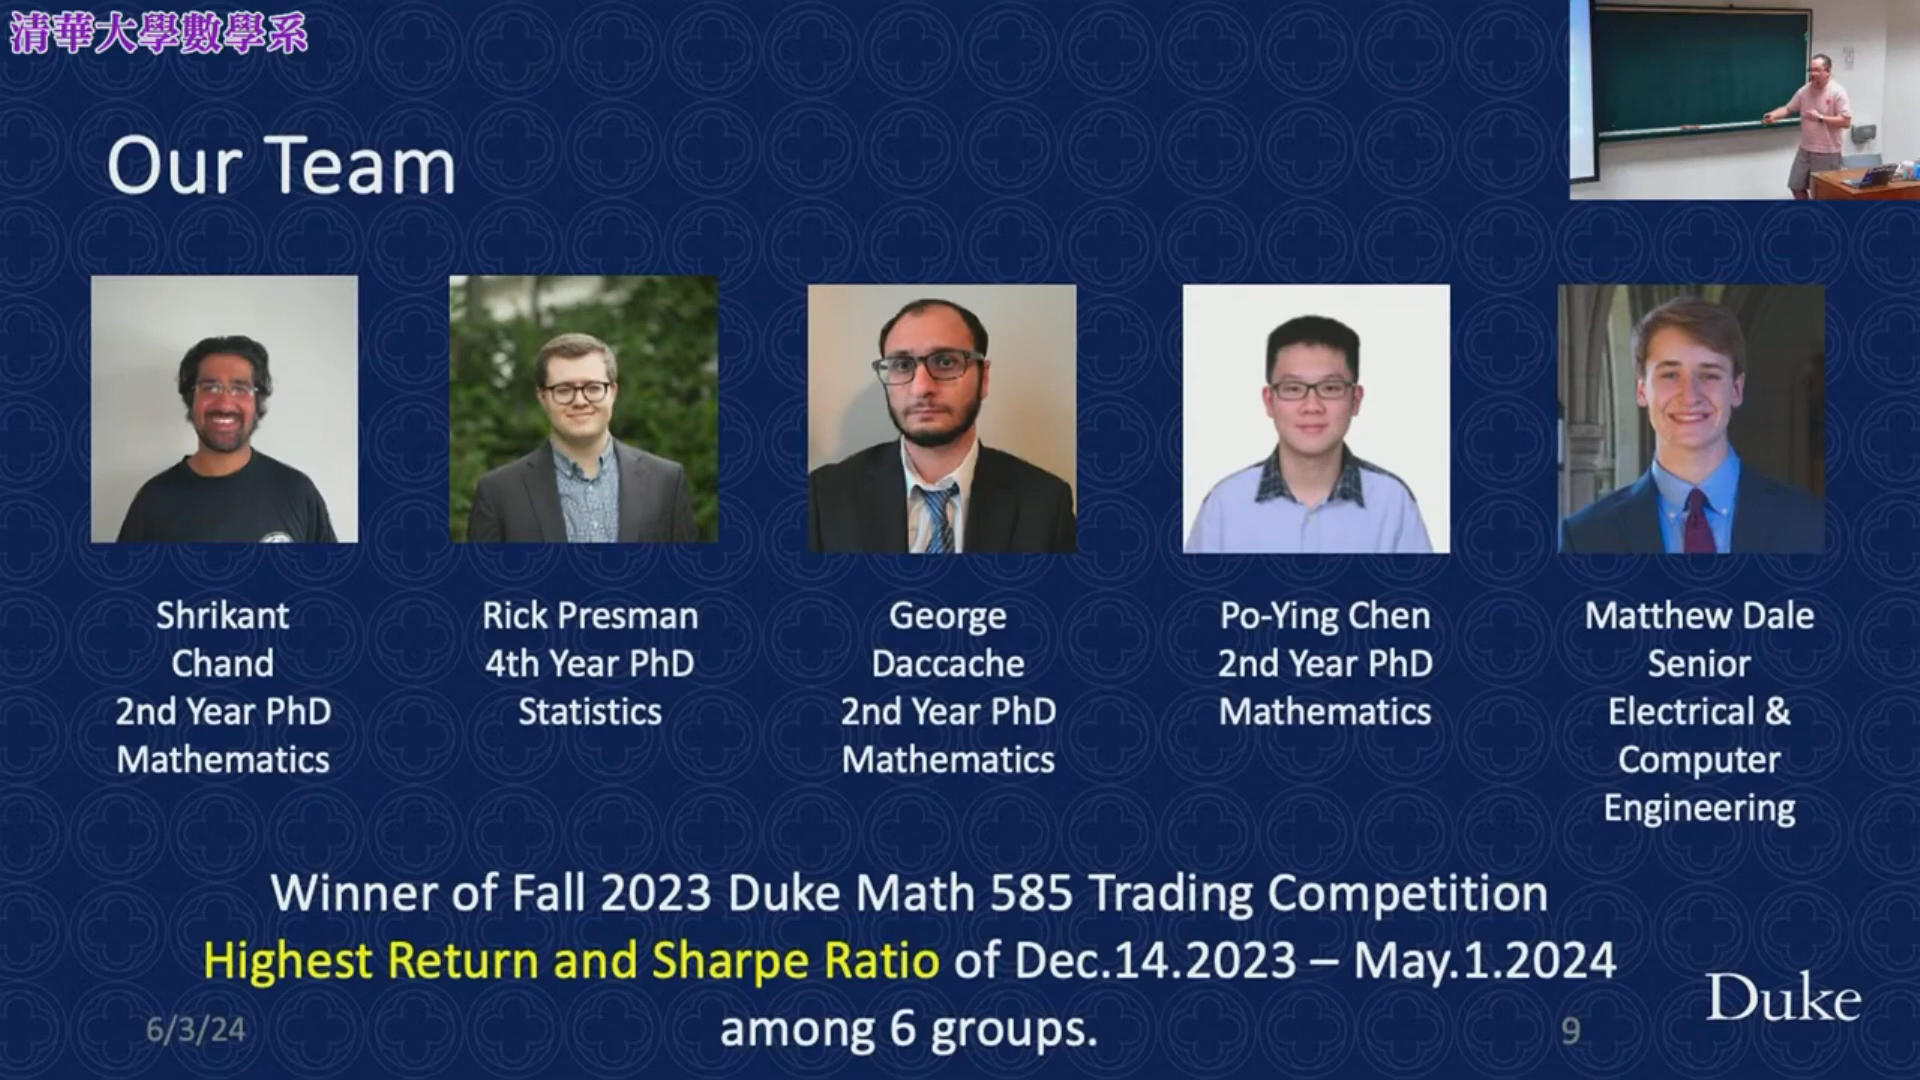 清華大學數學系
Our Team
Shrikant
Chand
2nd Year PhD
Mathematics
Rick Presman
4th Year PhD
Statistics
George
Daccache
2nd Year PhD
Mathematics
Po-Ying Chen
2nd Year PhD
Mathematics
Matthew Dale
Senior
Electrical &
Computer
Engineering
Winner of Fall 2023 Duke Math 585 Trading Competition
Highest Return and Sharpe Ratio of Dec.14.2023 – May.1.2024
among 6 groups.
6/3/24
9
Duke